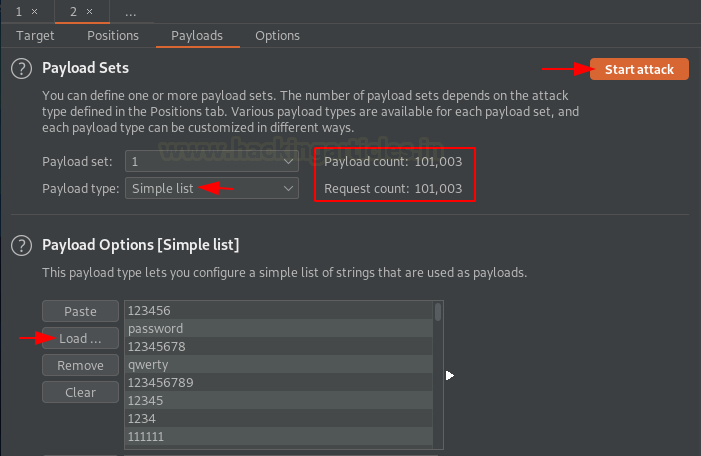 1 × 2 × ...
Target Positions Payloads Options
? Payload Sets Start attack
You can define one or more payload sets. The number of payload sets depends on the attack
type defined in the Positions tab. Various payload types are available for each payload set, and
each payload type can be customized in different ways.
www.hackingarticles.in
Payload set: 1 Payload count: 101,003
Payload type: Simple list Request count: 101,003
? Payload Options [Simple list]
This payload type lets you configure a simple list of strings that are used as payloads.
Paste 123456
password
Load ... 12345678
Remove qwerty
123456789
Clear 12345
1234
111111